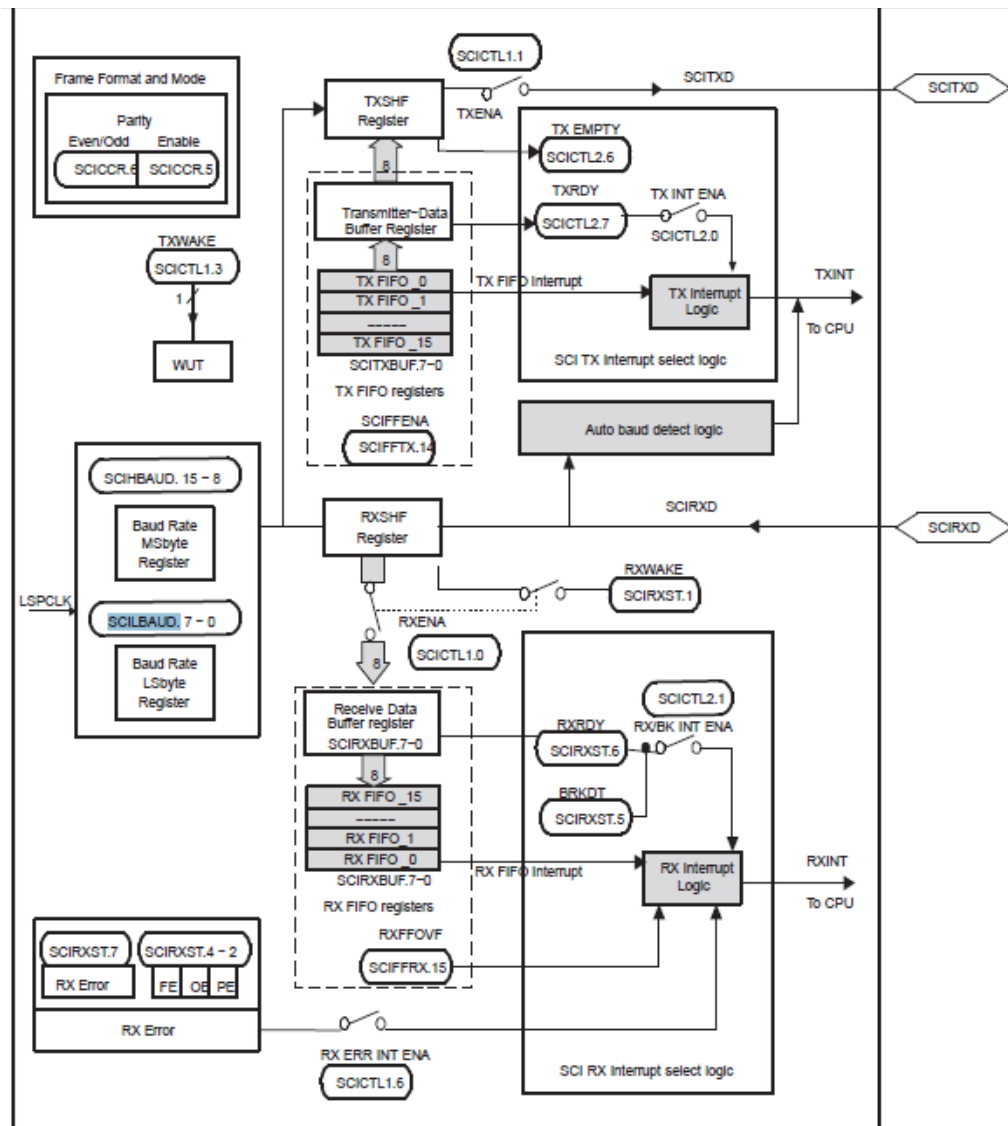 Frame Format and Mode
Parity
Even/Odd Enable
SCICCR.6 SCICCR.5
TXWAKE
SCICTL1.3
1
WUT
SCICTL1.1
TXSHF
Register
TXENA
SCITXD
SCITXD
8
Transmitter-Data
Buffer Register
8
TX FIFO _0
TX FIFO _1
-----
TX FIFO _15
SCITXBUF.7-0
TX FIFO registers
SCIFFENA
SCIFFTX.14
TX EMPTY
SCICTL2.6
TXRDY
SCICTL2.7
TX INT ENA
SCICTL2.0
TX FIFO Interrupt
TX Interrupt
Logic
TXINT
To CPU
SCI TX Interrupt select logic
Auto baud detect logic
SCIHBAUD. 15 - 8
Baud Rate
MSbyte
Register
LSPCLK
SCILBAUD. 7 - 0
Baud Rate
LSbyte
Register
RXSHF
Register
SCIRXD
SCIRXD
RXWAKE
SCIRXST.1
RXENA
SCICTL1.0
8
Receive Data
Buffer register
SCIRXBUF.7-0
8
RX FIFO _15
-----
RX FIFO _1
RX FIFO _0
SCIRXBUF.7-0
RX FIFO registers
RXFFOVF
SCIFFRX.15
SCICTL2.1
RXRDY
RX/BK INT ENA
SCIRXST.6
BRKDT
SCIRXST.5
RX FIFO Interrupt
RX Interrupt
Logic
RXINT
To CPU
SCI RX Interrupt select logic
SCIRXST.7
SCIRXST.4 - 2
RX Error
FE OE PE
RX Error
RX ERR INT ENA
SCICTL1.6